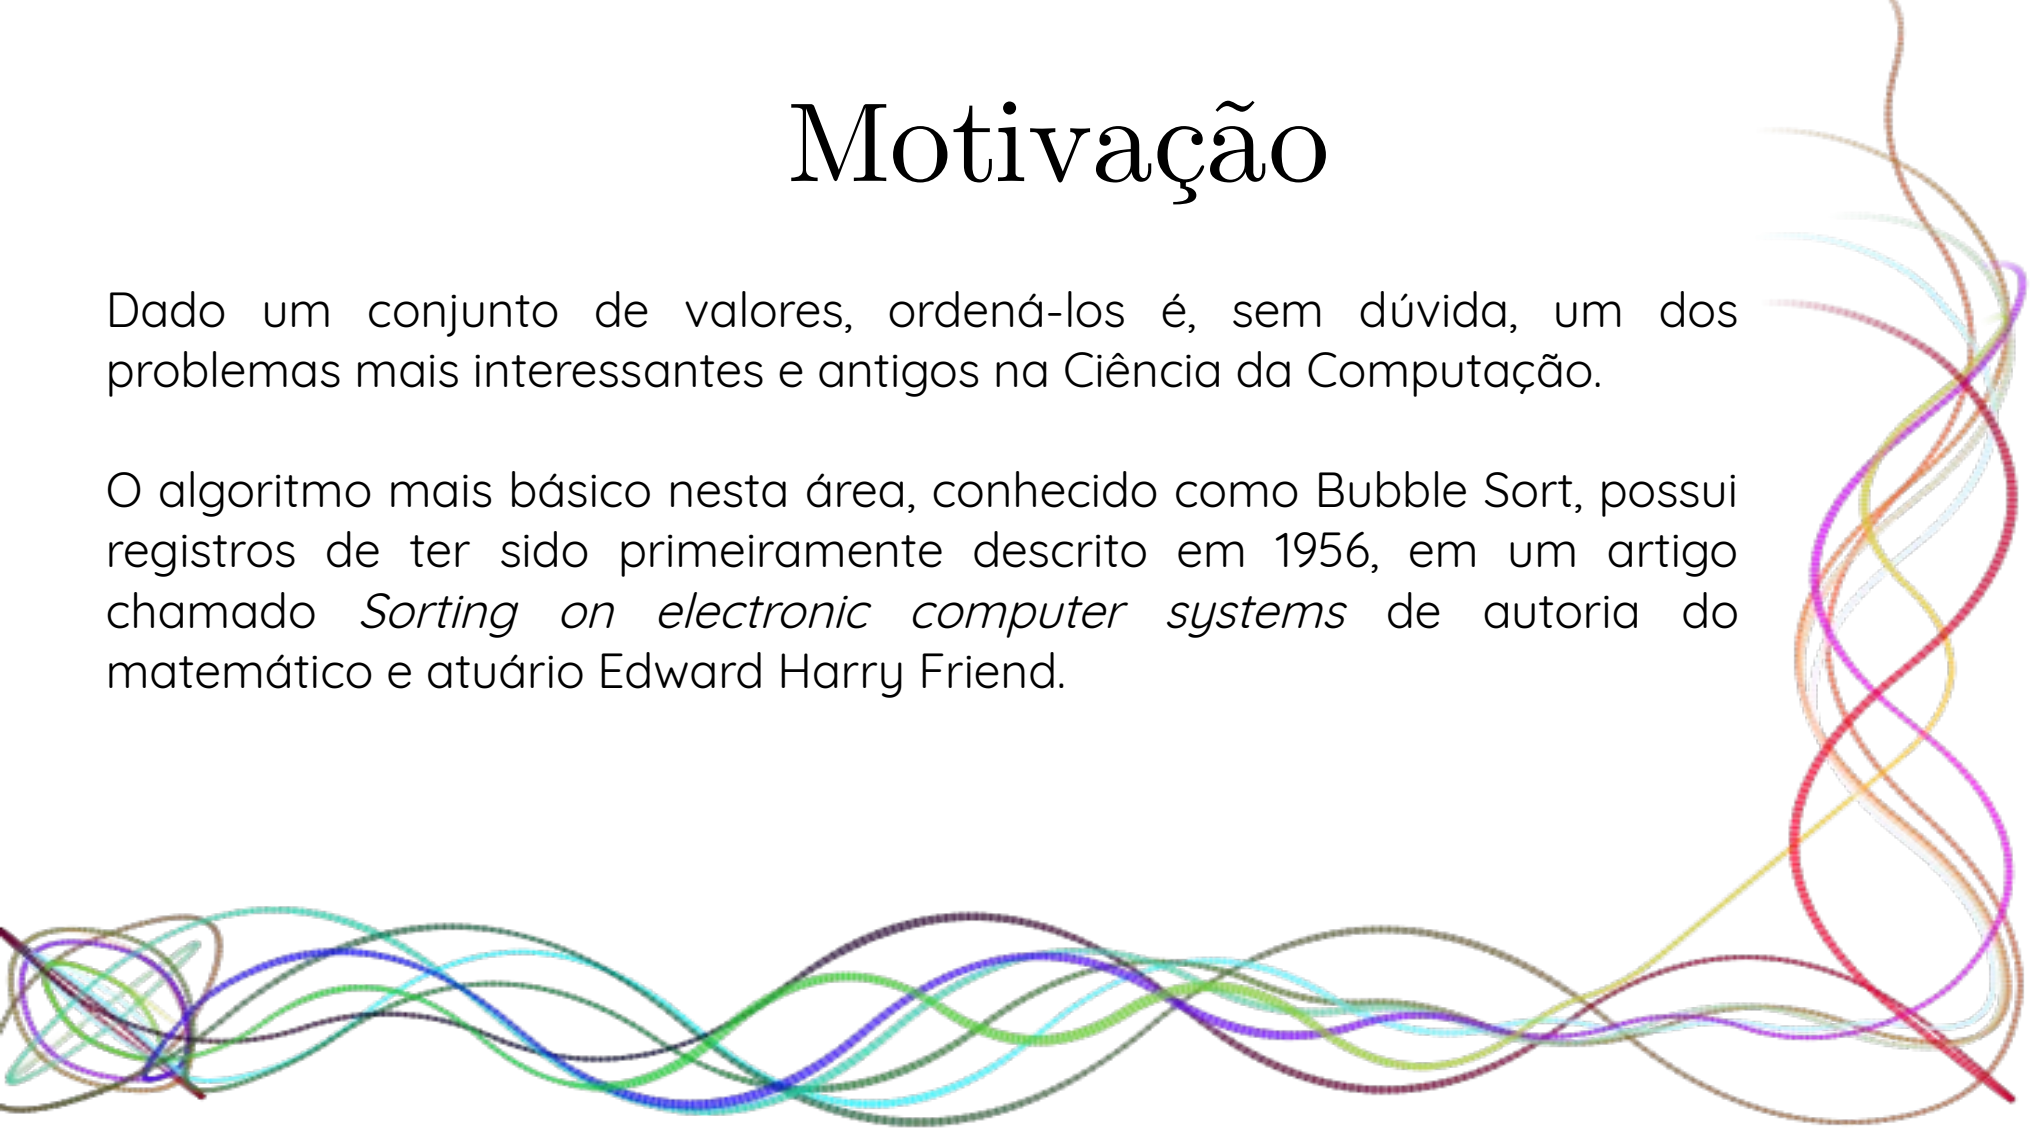 Motivação
Dado um conjunto de valores, ordená-los é, sem dúvida, um dos
problemas mais interessantes e antigos na Ciência da Computação.
O algoritmo mais básico nesta área, conhecido como Bubble Sort, possui
registros de ter sido primeiramente descrito em 1956, em um artigo
chamado Sorting on electronic computer systems de autoria do
matemático e atuário Edward Harry Friend.